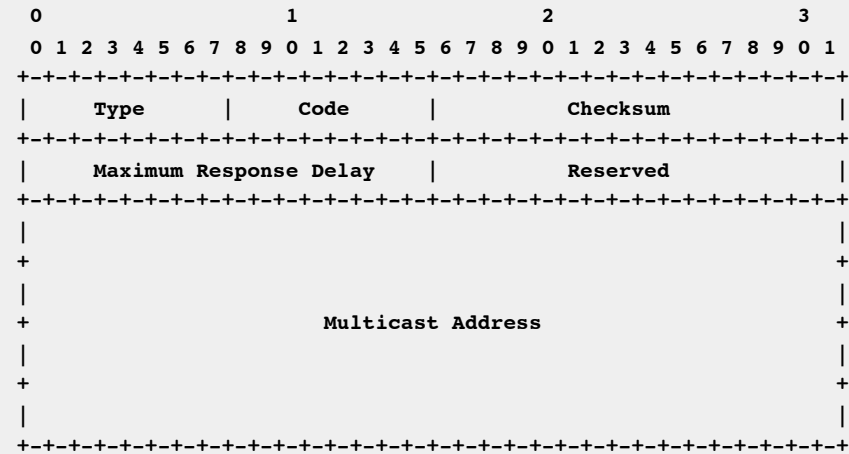 0                   1                   2                   3
 0 1 2 3 4 5 6 7 8 9 0 1 2 3 4 5 6 7 8 9 0 1 2 3 4 5 6 7 8 9 0 1
+-+-+-+-+-+-+-+-+-+-+-+-+-+-+-+-+-+-+-+-+-+-+-+-+-+-+-+-+-+-+-+-+
|     Type      |     Code      |          Checksum             |
+-+-+-+-+-+-+-+-+-+-+-+-+-+-+-+-+-+-+-+-+-+-+-+-+-+-+-+-+-+-+-+-+
|     Maximum Response Delay    |          Reserved             |
+-+-+-+-+-+-+-+-+-+-+-+-+-+-+-+-+-+-+-+-+-+-+-+-+-+-+-+-+-+-+-+-+
|                                                               |
+                                                               +
|                                                               |
+                       Multicast Address                       +
|                                                               |
+                                                               +
|                                                               |
+-+-+-+-+-+-+-+-+-+-+-+-+-+-+-+-+-+-+-+-+-+-+-+-+-+-+-+-+-+-+-+-+